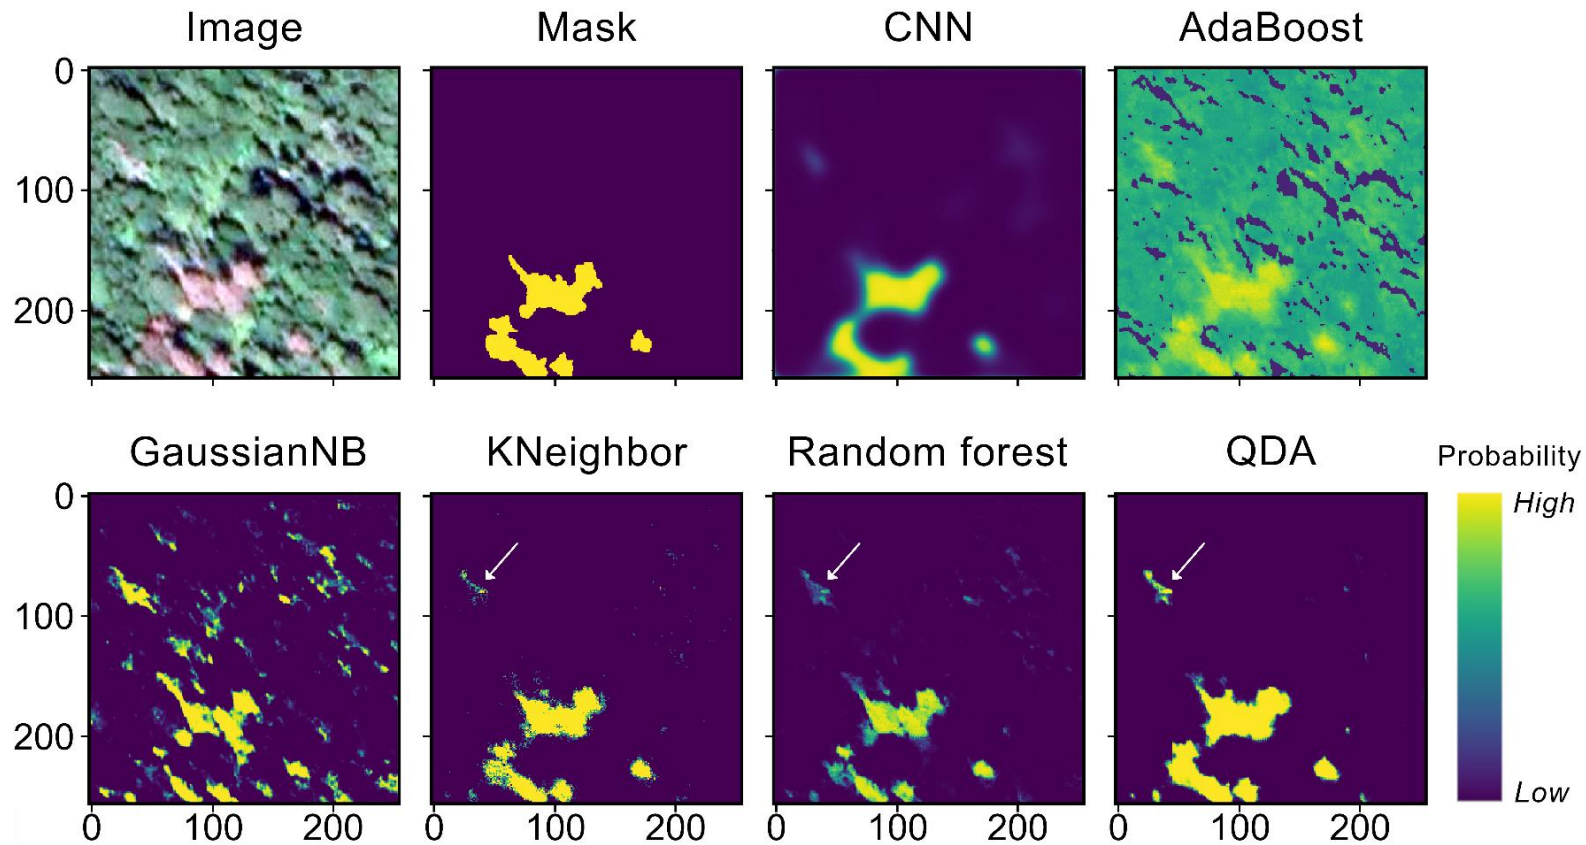 Image Mask CNN AdaBoost
0
100
200
GaussianNB KNeighbor Random forest QDA Probability
0 High
100
200
Low
0 100 200 0 100 200 0 100 200 0 100 200